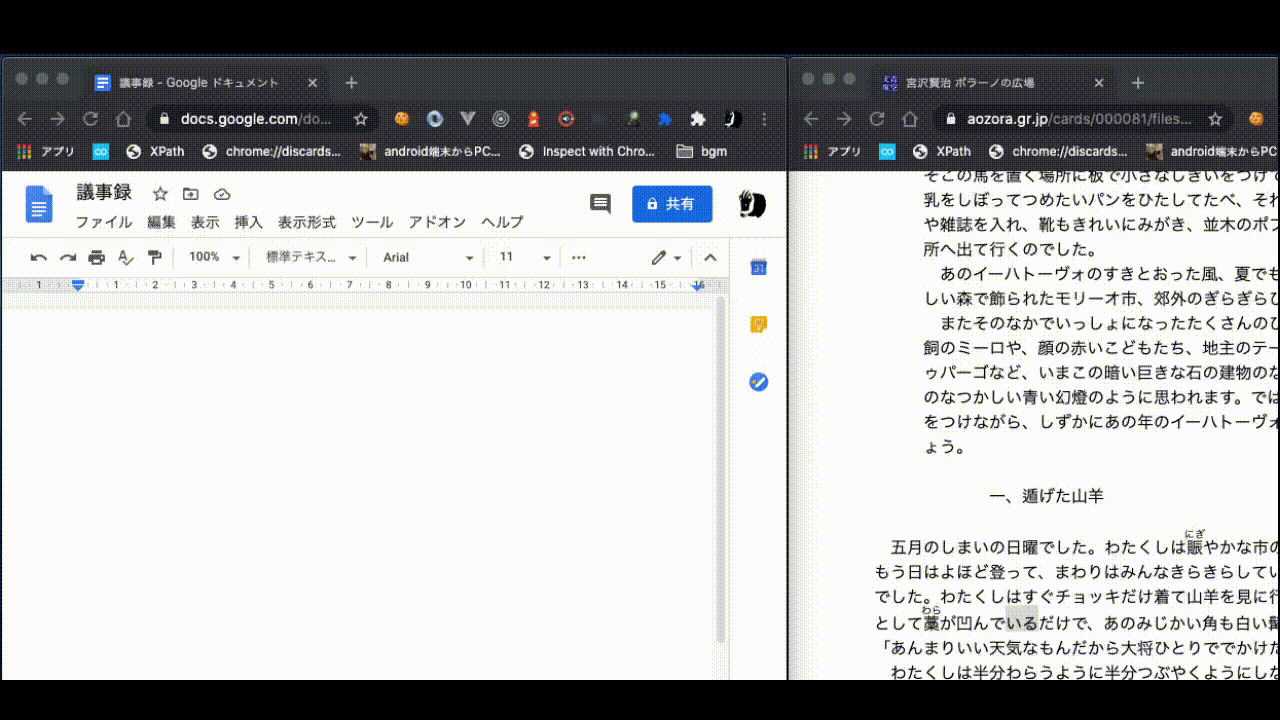 議事録 - Google ドキュメント
docs.google.com/do...
アプリ XPath chrome://discards... android端末からPC... Inspect with Chro... bgm
議事録
共有
ファイル 編集 表示 挿入 表示形式 ツール アドオン ヘルプ
100% 標準テキス... Arial 11
1 1 2 3 4 5 6 7 8 9 10 11 12 13 14 15 16
31
宮沢賢治 ポラーノの広場
aozora.gr.jp/cards/000081/files...
アプリ XPath chrome://discards... android端末からPC
そこの馬を置く場所に板で小さなしきいをつけて
乳をしぼってつめたいパンをひたしてたべ、それ
や雑誌を入れ、靴もきれいにみがき、並木のポプ
所へ出て行くのでした。
あのイーハトーヴォのすきとおった風、夏でも
しい森で飾られたモリーオ市、郊外のぎらぎらひ
またそのなかでいっしょになったたくさんのひ
飼のミーロや、顔の赤いこどもたち、地主のテー
ゥパーゴなど、いまこの暗い巨きな石の建物のな
のなつかしい青い幻燈のように思われます。では
をつけながら、しずかにあの年のイーハトーヴォ
ょう。
一、遁げた山羊
にぎ
五月のしまいの日曜でした。わたくしは賑やかな市の
もう日はよほど登って、まわりはみんなきらきらしてい
でした。わたくしはすぐチョッキだけ着て山羊を見に行
わら
として藁が凹んでいるだけで、あのみじかい角も白い髯
「あんまりいい天気なもんだから大将ひとりででかけた
わたくしは半分わらうように半分つぶやくようにしな